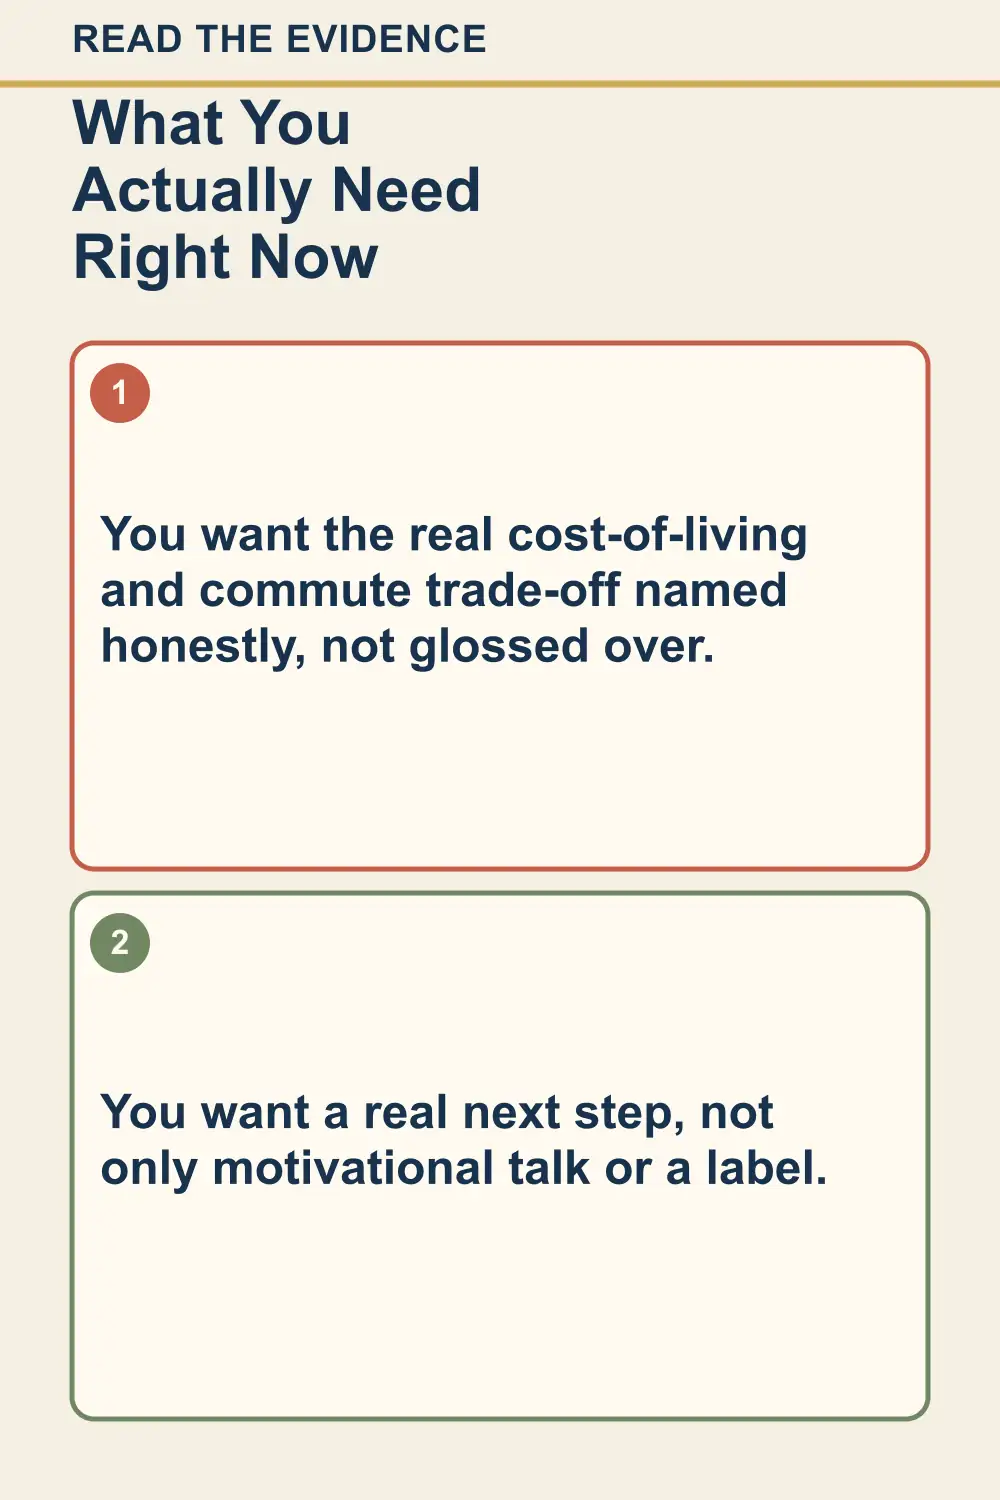 READ THE EVIDENCE
What You
Actually Need
Right Now
1
You want the real cost-of-living
and commute trade-off named
honestly, not glossed over.
2
You want a real next step, not
only motivational talk or a label.